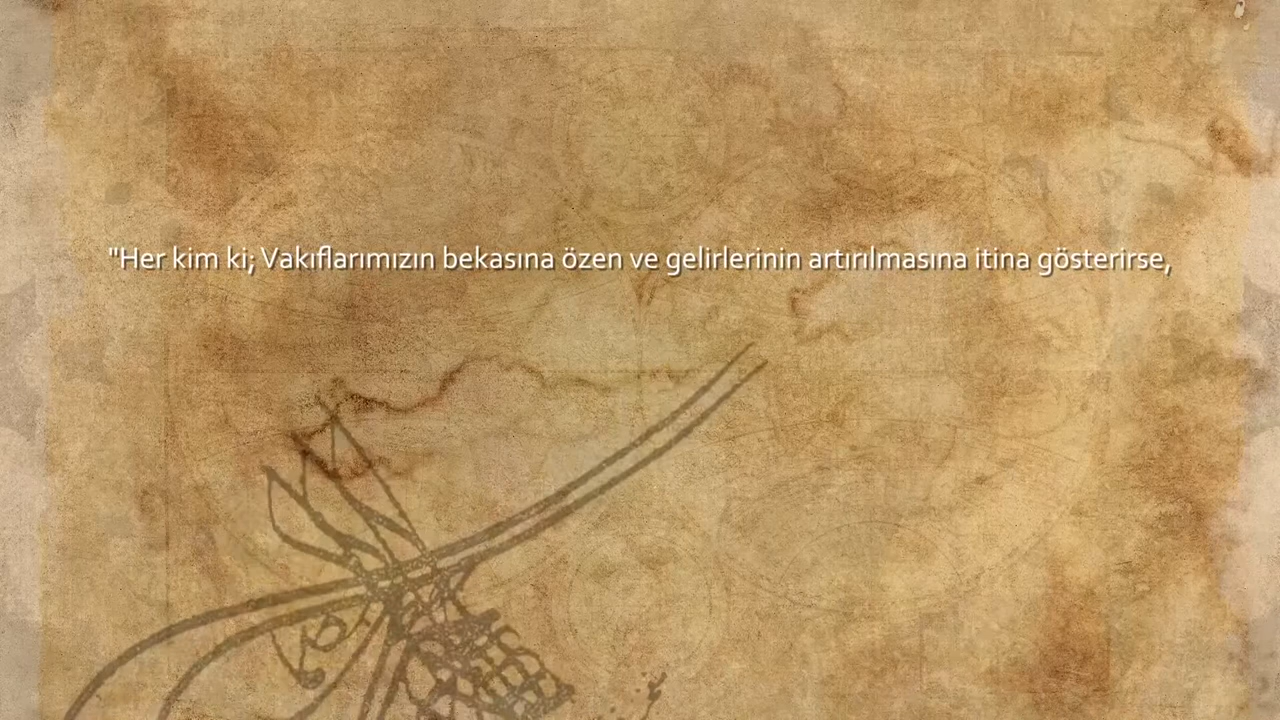 "Her kim ki; Vakıflarımızın bekasına özen ve gelirlerinin artırılmasına itina gösterirse,